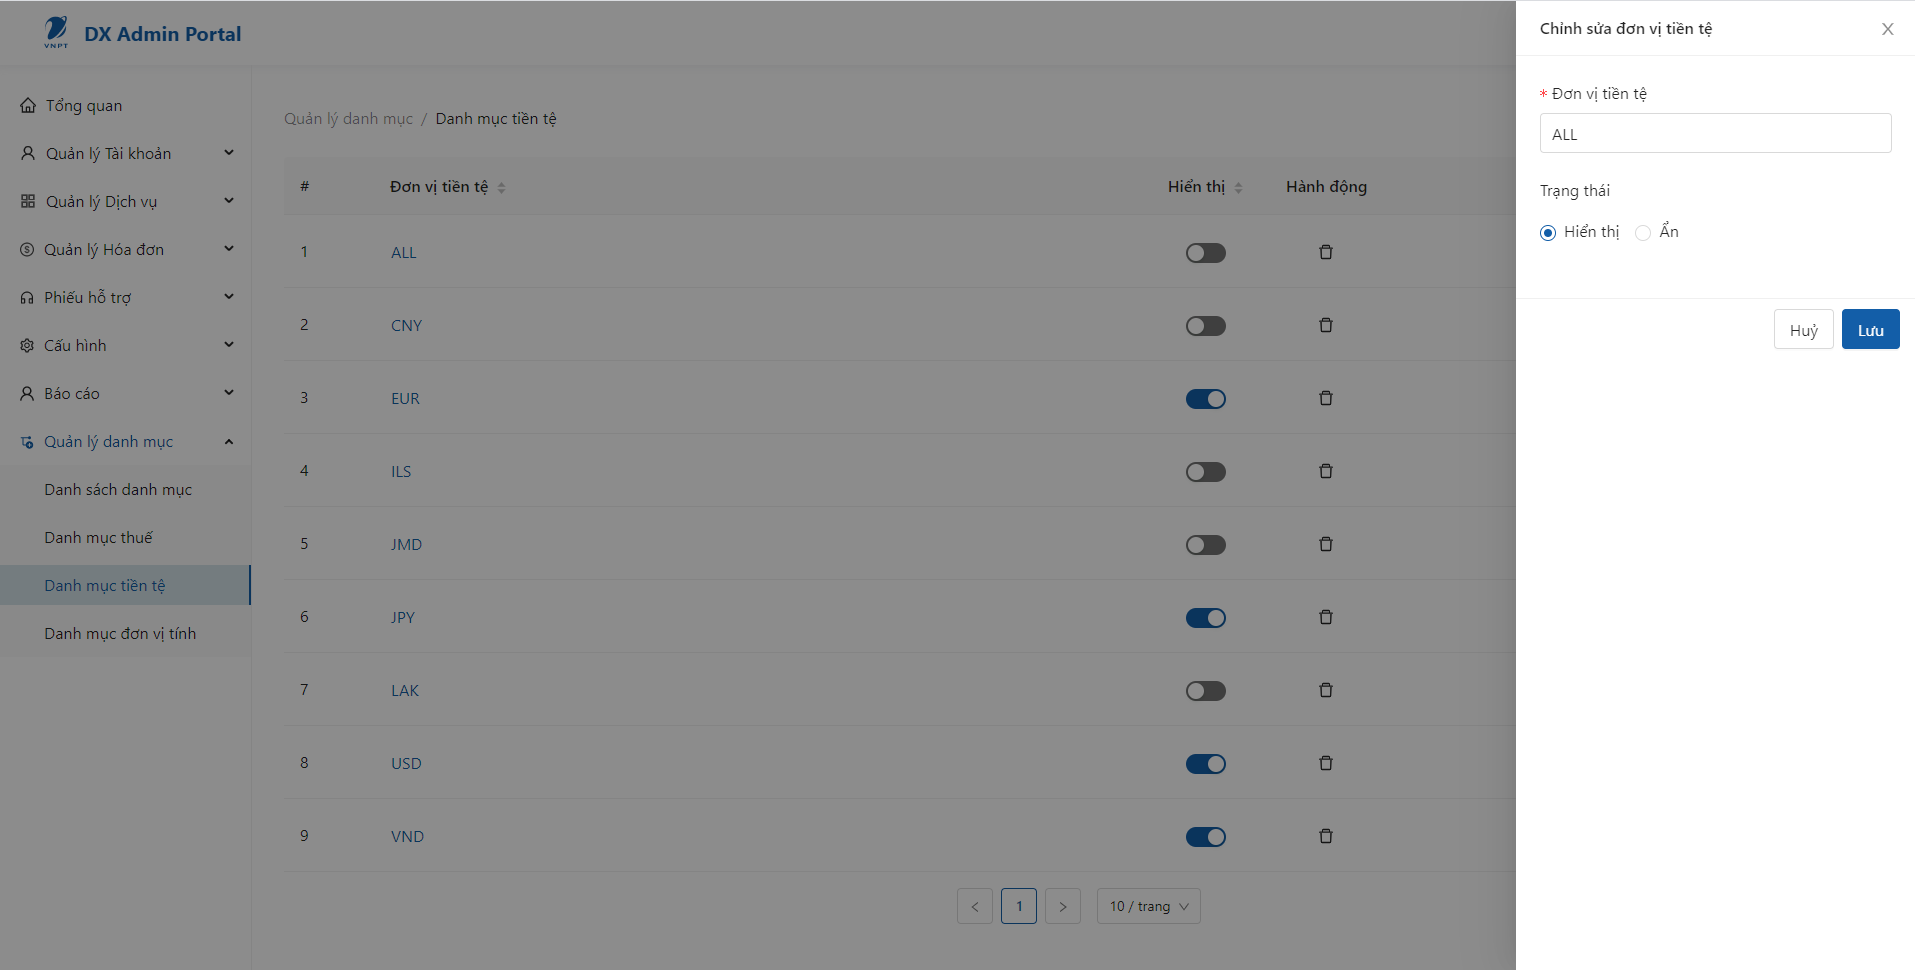 VNPT
DX Admin Portal
Tổng quan
Quản lý Tài khoản
Quản lý Dịch vụ
Quản lý Hóa đơn
Phiếu hỗ trợ
Cấu hình
Báo cáo
Quản lý danh mục
Danh sách danh mục
Danh mục thuế
Danh mục tiền tệ
Danh mục đơn vị tính
Quản lý danh mục / Danh mục tiền tệ
# Đơn vị tiền tệ Hiển thị Hành động
1 ALL
2 CNY
3 EUR
4 ILS
5 JMD
6 JPY
7 LAK
8 USD
9 VND
< 1 > 10 / trang
Chỉnh sửa đơn vị tiền tệ
* Đơn vị tiền tệ
ALL
Trạng thái
Hiển thị Ẩn
Huỷ Lưu